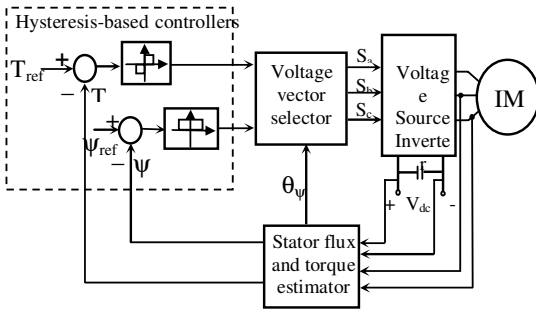 Hysteresis-based controllers
T_ref
+
−
T
ψ_ref
+
−
ψ
Voltage
vector
selector
S_a
S_b
S_c
Voltag
e
Source
Inverte
r
IM
θ_ψ
+
V_dc
-
Stator flux
and torque
estimator